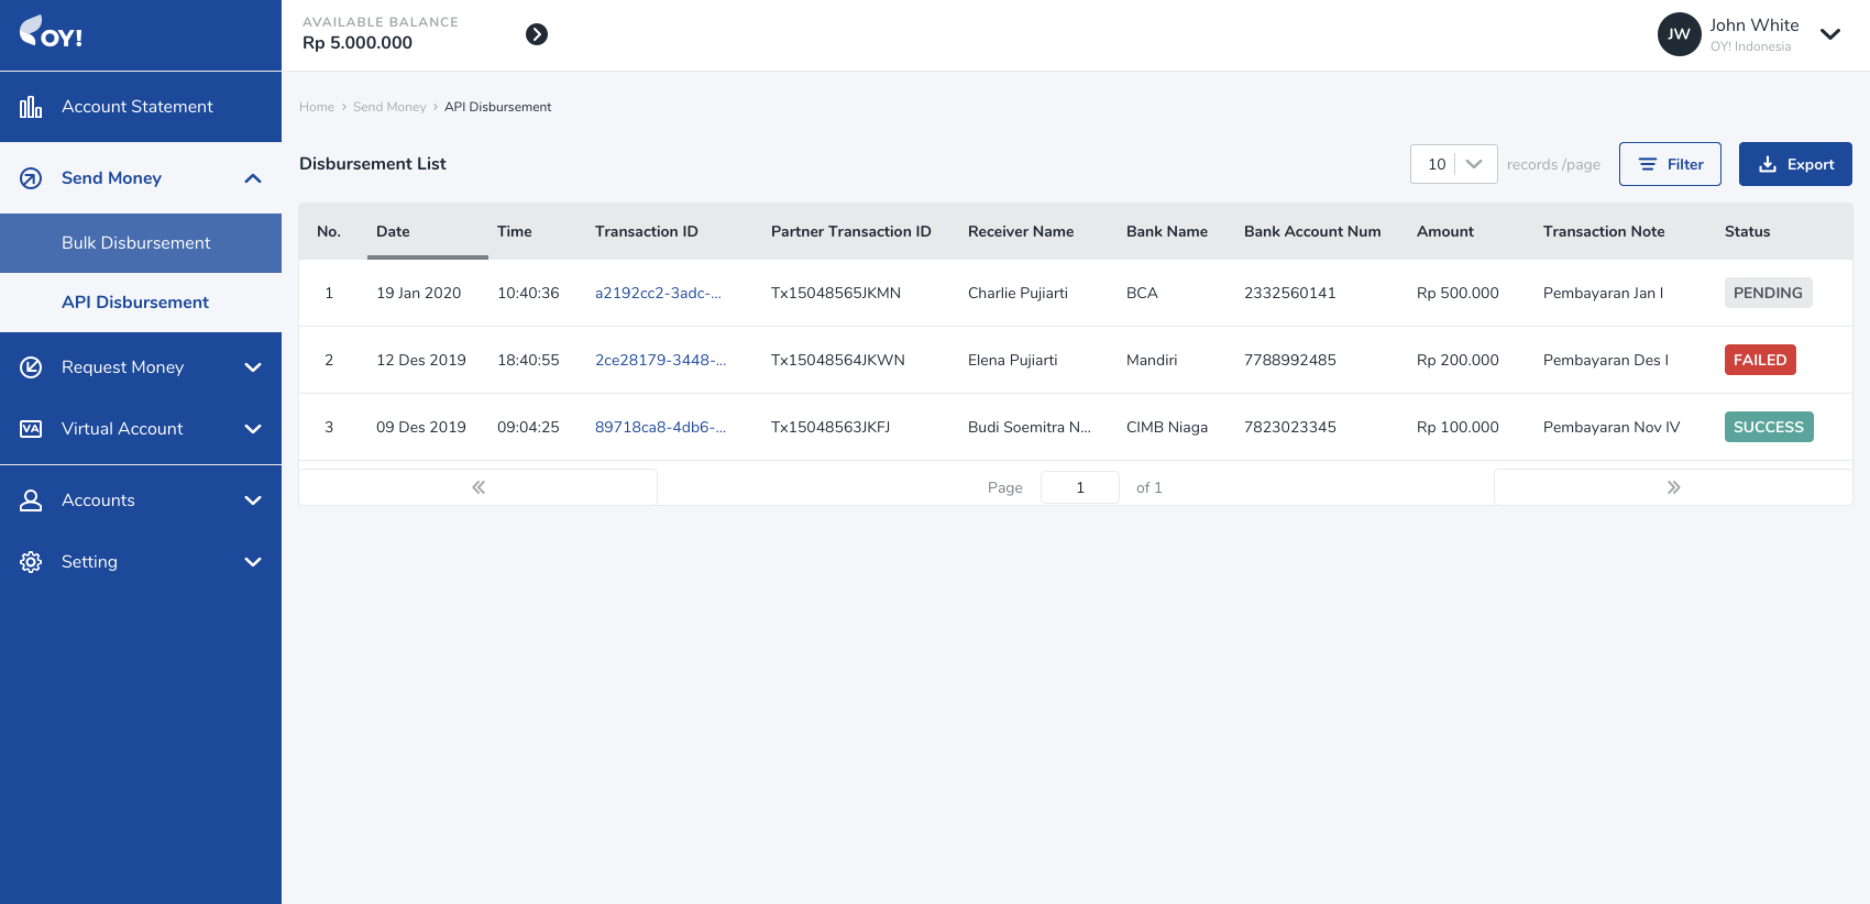 OY!
AVAILABLE BALANCE
Rp 5.000.000
JW
John White
OY! Indonesia
Account Statement
Send Money
Bulk Disbursement
API Disbursement
Request Money
VA Virtual Account
Accounts
Setting
Home > Send Money > API Disbursement
Disbursement List
10 records /page Filter Export
No. Date Time Transaction ID Partner Transaction ID Receiver Name Bank Name Bank Account Num Amount Transaction Note Status
1 19 Jan 2020 10:40:36 a2192cc2-3adc-... Tx15048565JKMN Charlie Pujiarti BCA 2332560141 Rp 500.000 Pembayaran Jan I PENDING
2 12 Des 2019 18:40:55 2ce28179-3448-... Tx15048564JKWN Elena Pujiarti Mandiri 7788992485 Rp 200.000 Pembayaran Des I FAILED
3 09 Des 2019 09:04:25 89718ca8-4db6-... Tx15048563JKFJ Budi Soemitra N... CIMB Niaga 7823023345 Rp 100.000 Pembayaran Nov IV SUCCESS
« Page 1 of 1 »